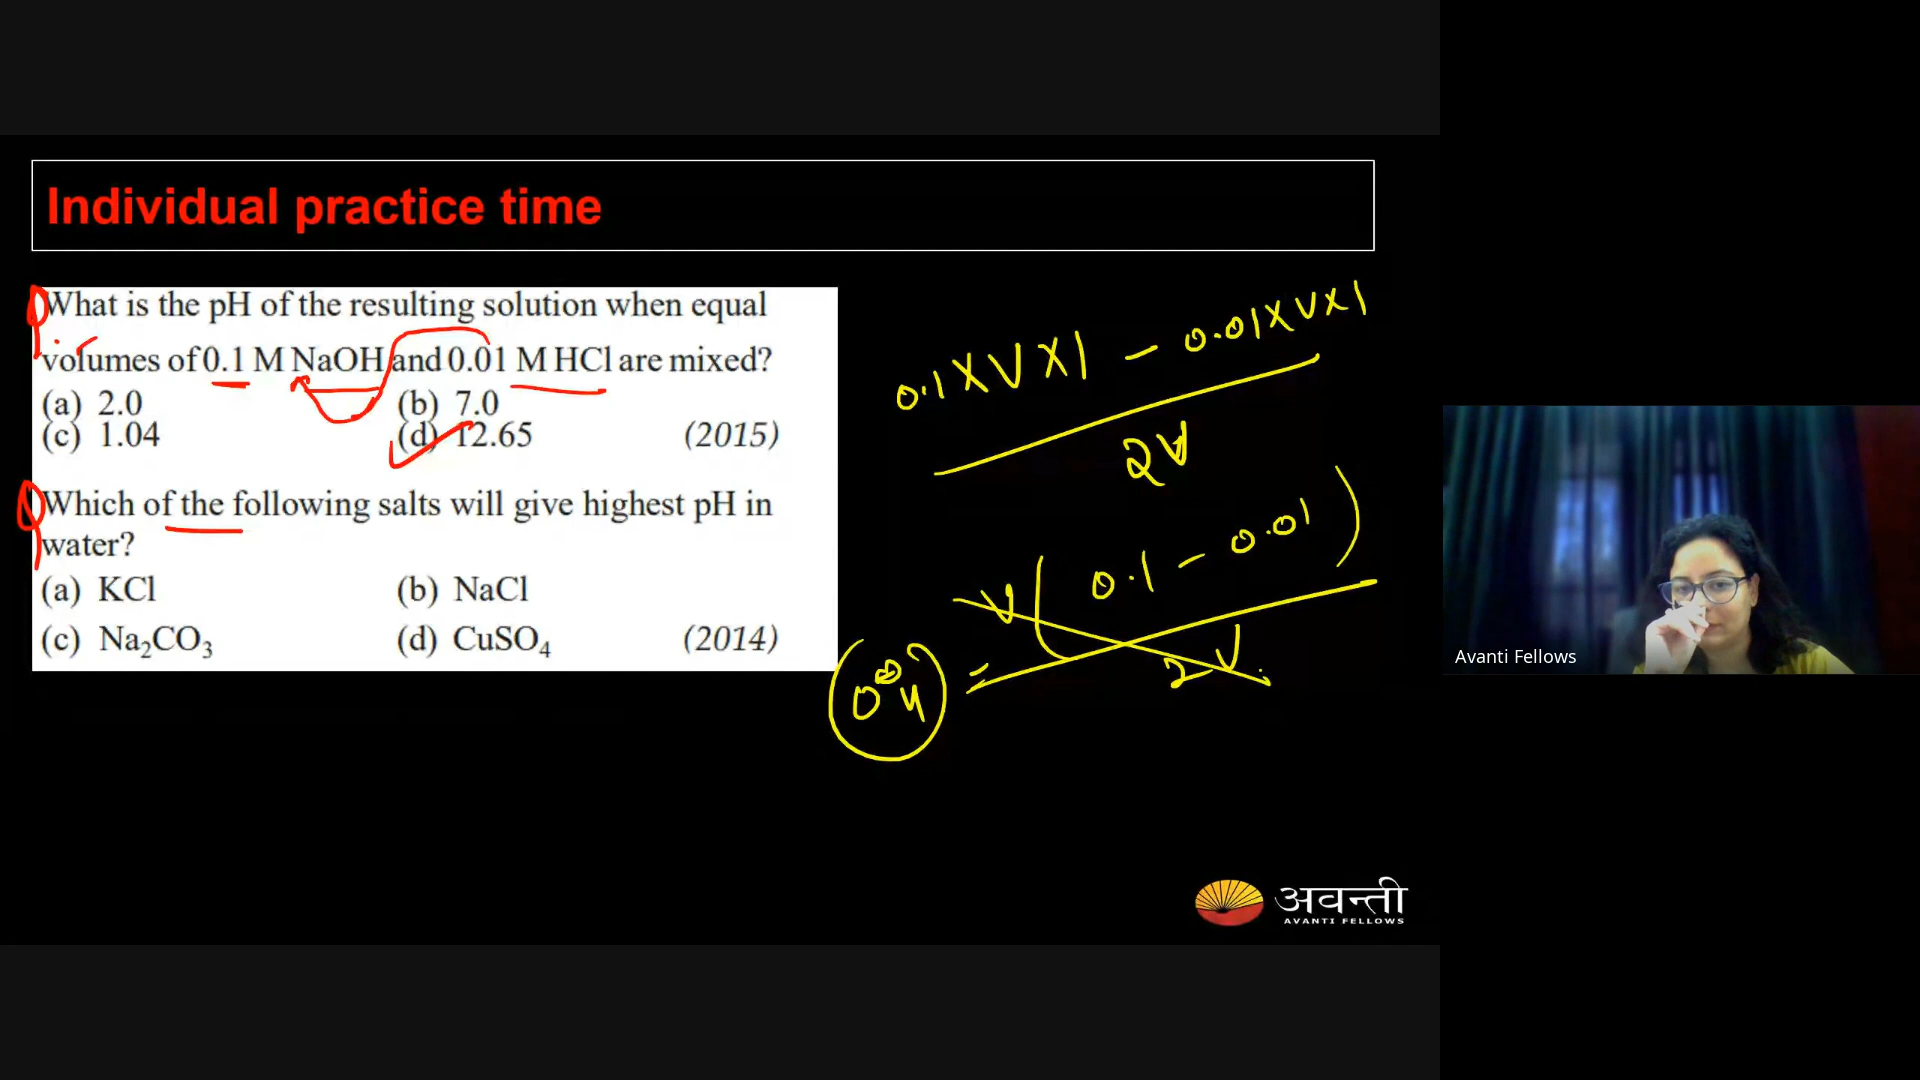 Individual practice time
What is the pH of the resulting solution when equal
volumes of 0.1 M NaOH and 0.01 M HCl are mixed?
(a) 2.0 (b) 7.0
(c) 1.04 (d) 12.65 (2015)
Which of the following salts will give highest pH in
water?
(a) KCl (b) NaCl
(c) Na₂CO₃ (d) CuSO₄ (2014)
0.1 X V X 1 - 0.01 X V X 1
2V
V ( 0.1 - 0.01 )
=
2V
Avanti Fellows
अवन्ती
AVANTI FELLOWS